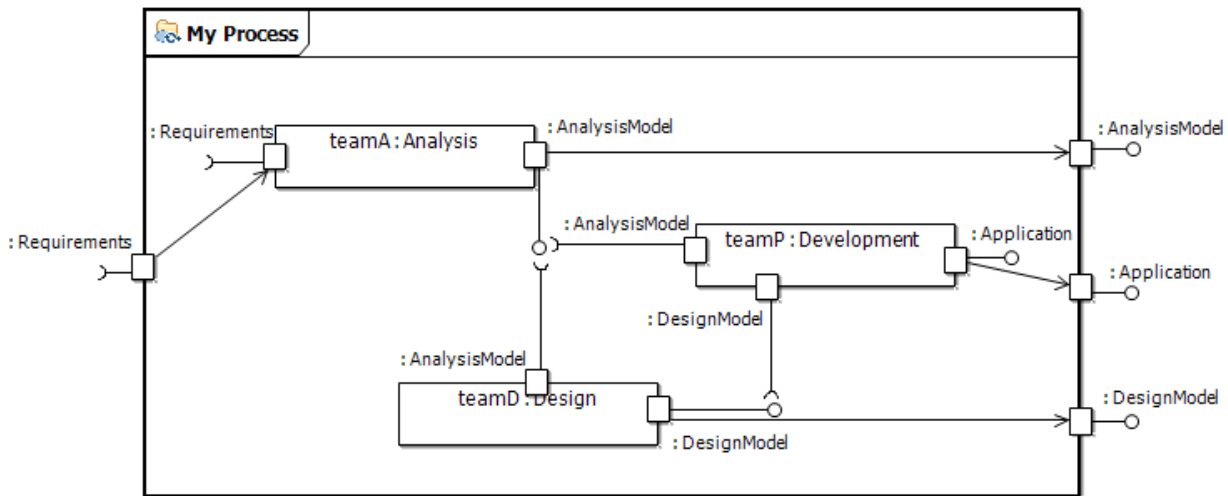 My Process
: Requirements
teamA : Analysis
: AnalysisModel
: AnalysisModel
: Requirements
: AnalysisModel
teamP : Development
: Application
: Application
: DesignModel
: AnalysisModel
teamD : Design
: DesignModel
: DesignModel